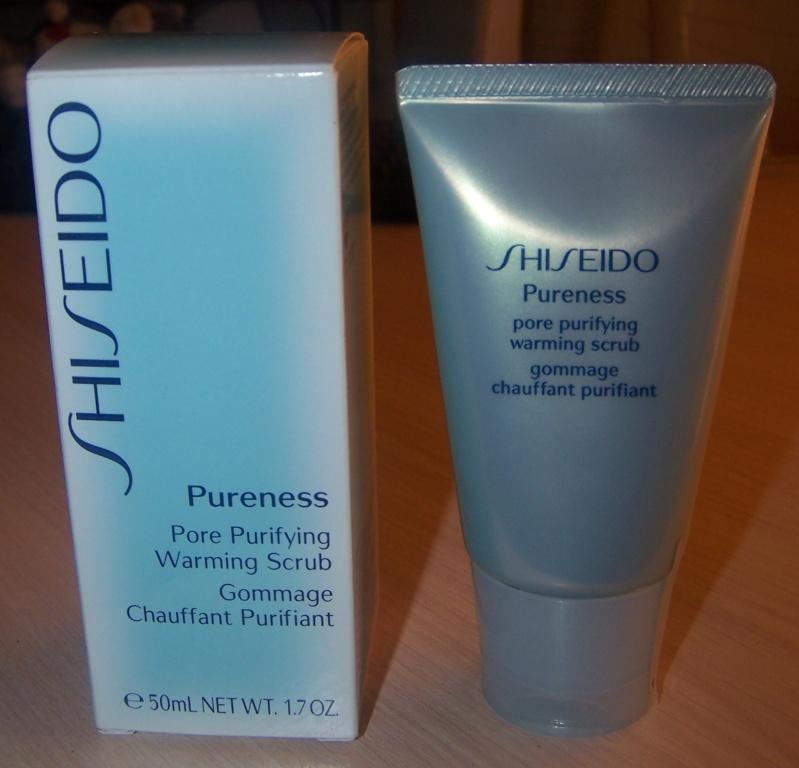 SHISEIDO
Pureness
Pore Purifying
Warming Scrub
Gommage
Chauffant Purifiant
℮ 50mL NET WT. 1.7 OZ.
SHISEIDO
Pureness
pore purifying
warming scrub
gommage
chauffant purifiant